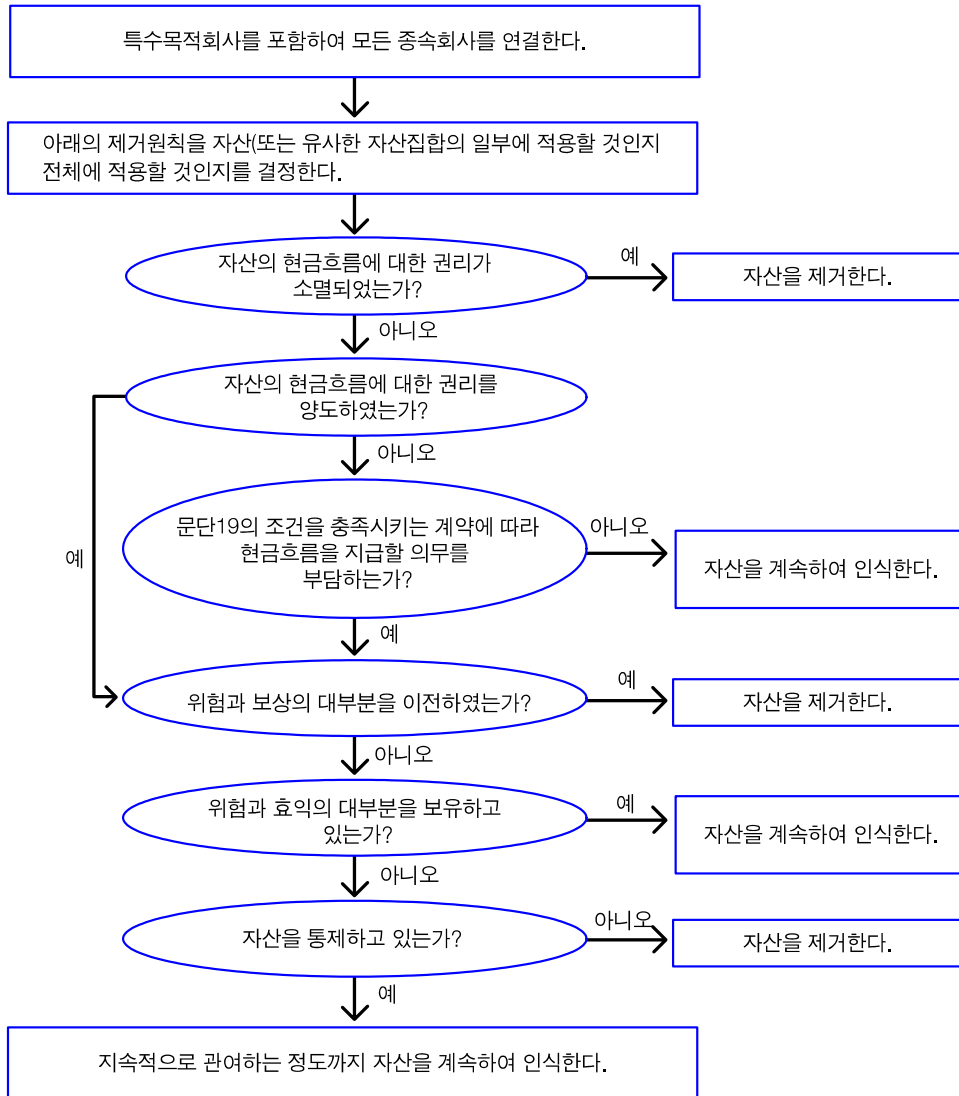 특수목적회사를 포함하여 모든 종속회사를 연결한다.
아래의 제거원칙을 자산(또는 유사한 자산집합의 일부에 적용할 것인지
전체에 적용할 것인지를 결정한다.
자산의 현금흐름에 대한 권리가
소멸되었는가?
예
자산을 제거한다.
아니오
자산의 현금흐름에 대한 권리를
양도하였는가?
아니오
예
문단19의 조건을 충족시키는 계약에 따라
현금흐름을 지급할 의무를
부담하는가?
아니오
자산을 계속하여 인식한다.
예
위험과 보상의 대부분을 이전하였는가?
예
자산을 제거한다.
아니오
위험과 효익의 대부분을 보유하고
있는가?
예
자산을 계속하여 인식한다.
아니오
자산을 통제하고 있는가?
아니오
자산을 제거한다.
예
지속적으로 관여하는 정도까지 자산을 계속하여 인식한다.